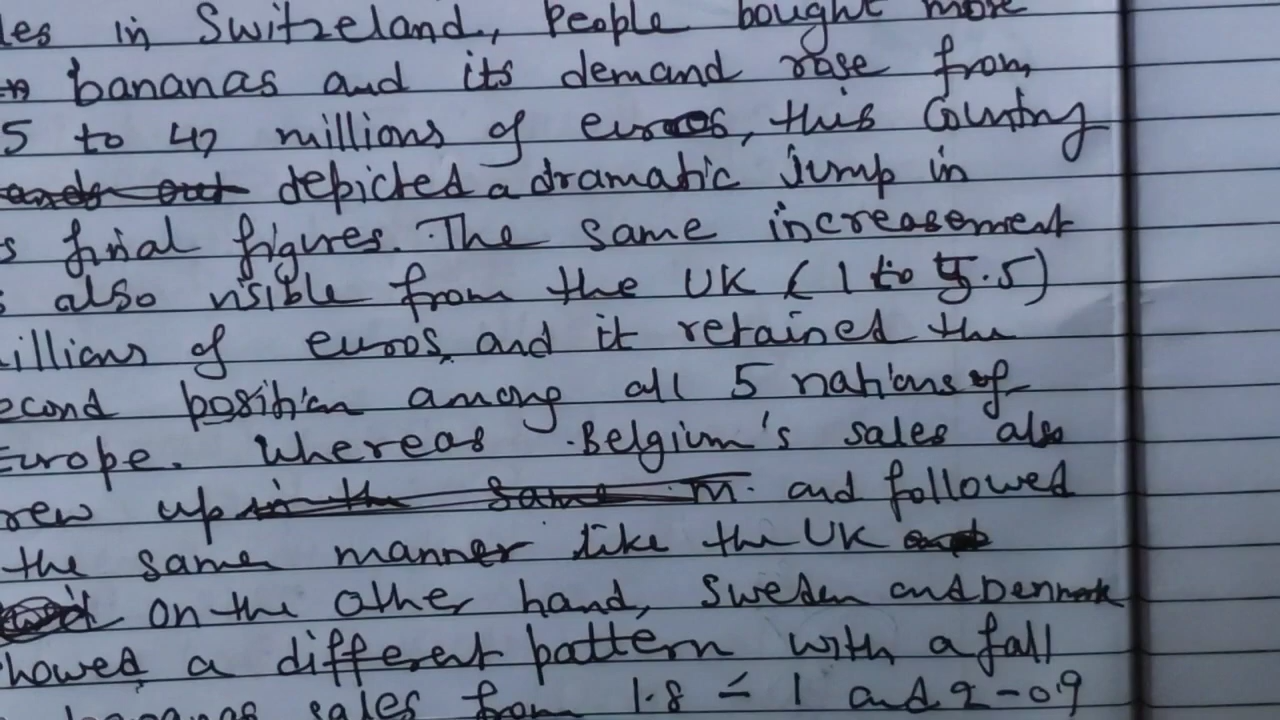 les in Switzeland, People bought more
bananas and its demand rose from
5 to 47 millions of euros, this Country
depicted a dramatic jump in
s final figures. The same increasement
s also visible from the UK ( 1 to 5.5)
illions of euros, and it retained the
econd position among all 5 nations of
Europe. Whereas Belgium's sales also
rew up and followed
the same manner like the UK
on the other hand, Sweden and Denmark
howed a different pattern with a fall
bananas sales from 1.8 - 1 and 2-0.9